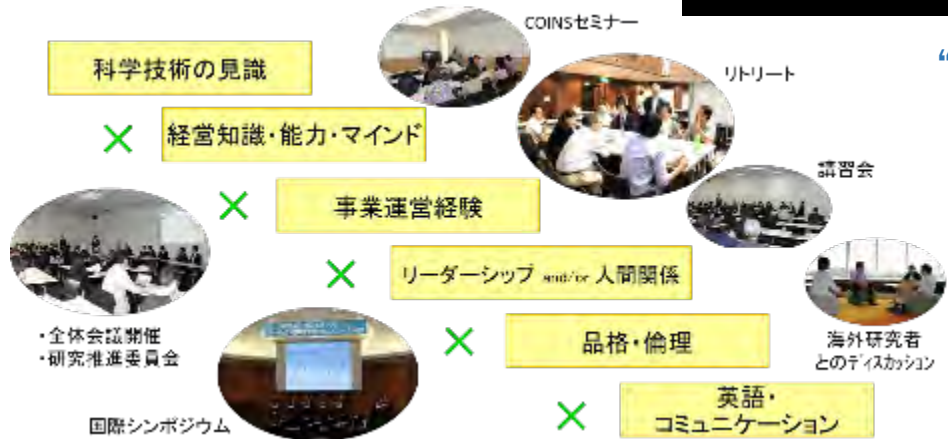 COINSセミナー
“
科学技術の見識
リトリート
×
経営知識・能力・マインド
講習会
×
事業運営経験
×
リーダーシップ and/or 人間関係
・全体会議開催
・研究推進委員会
×
品格・倫理
海外研究者
とのディスカッション
国際シンポジウム
×
英語・
コミュニケーション